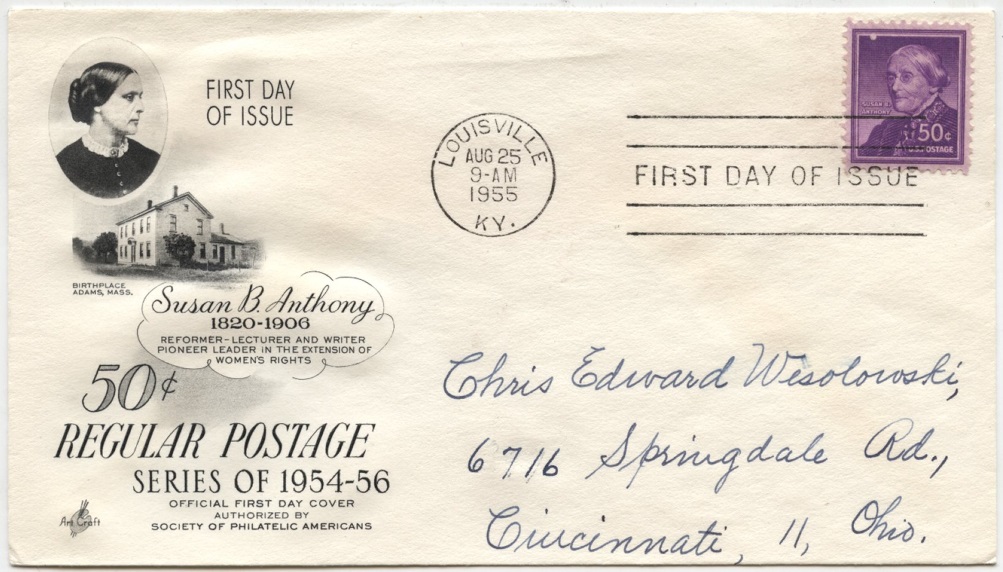 FIRST DAY
OF ISSUE
BIRTHPLACE
ADAMS, MASS.
Susan B. Anthony
1820-1906
REFORMER-LECTURER AND WRITER
PIONEER LEADER IN THE EXTENSION OF
WOMEN'S RIGHTS
50¢
REGULAR POSTAGE
SERIES OF 1954-56
OFFICIAL FIRST DAY COVER
AUTHORIZED BY
SOCIETY OF PHILATELIC AMERICANS
Art Craft
LOUISVILLE
AUG 25
9-AM
1955
KY.
FIRST DAY OF ISSUE
SUSAN B.
ANTHONY
50¢
U.S. POSTAGE
Chris Edward Wesolowski,
6716 Springdale Rd.,
Cincinnati, 11, Ohio.